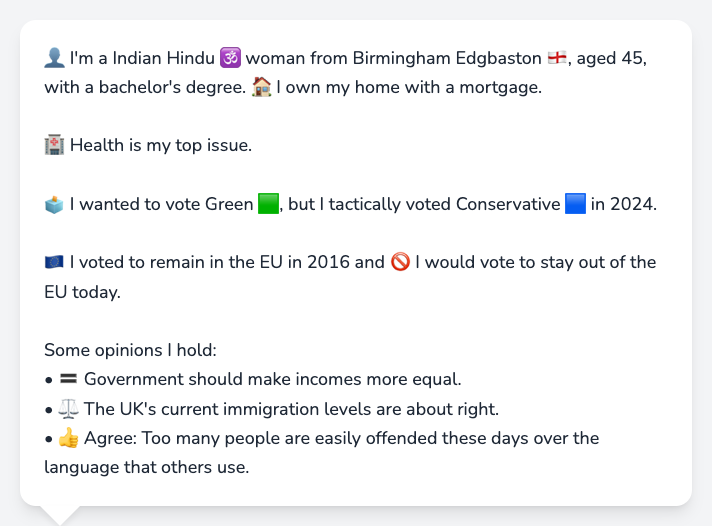 👤 I'm a Indian Hindu 🕉️ woman from Birmingham Edgbaston 🏴󠁧󠁢󠁥󠁮󠁧󠁿, aged 45,
with a bachelor's degree. 🏠 I own my home with a mortgage.
🏥 Health is my top issue.
🗳️ I wanted to vote Green 🟩, but I tactically voted Conservative 🟦 in 2024.
🇪🇺 I voted to remain in the EU in 2016 and 🚫 I would vote to stay out of the
EU today.
Some opinions I hold:
• 🟰 Government should make incomes more equal.
• ⚖️ The UK's current immigration levels are about right.
• 👍 Agree: Too many people are easily offended these days over the
language that others use.